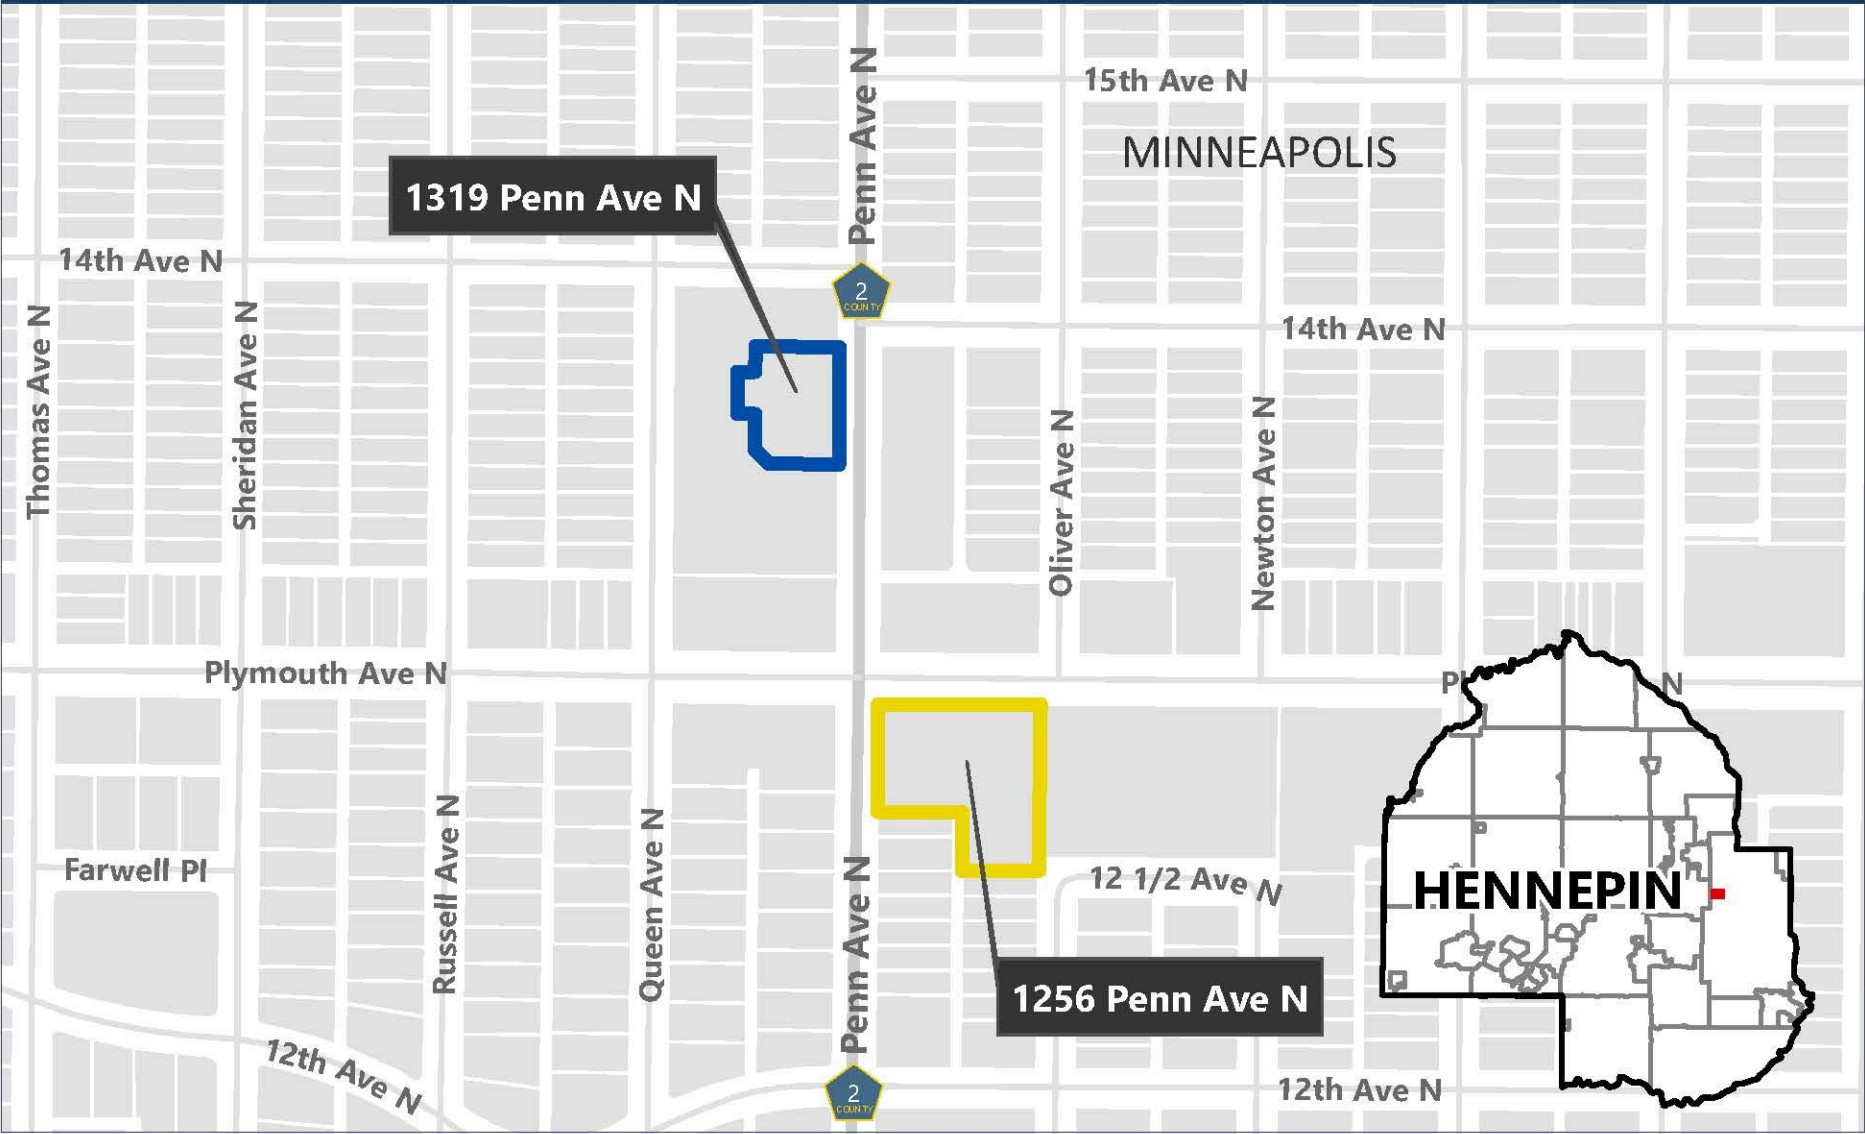 15th Ave N
Penn Ave N
MINNEAPOLIS
1319 Penn Ave N
14th Ave N
2
COUNTY
14th Ave N
Thomas Ave N
Sheridan Ave N
Oliver Ave N
Newton Ave N
Plymouth Ave N
Pl
N
Farwell Pl
Russell Ave N
Queen Ave N
Penn Ave N
12 1/2 Ave N
HENNEPIN
1256 Penn Ave N
12th Ave N
2
COUNTY
12th Ave N